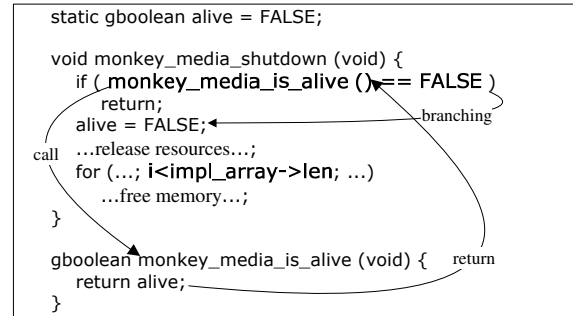 static gboolean alive = FALSE;
void monkey_media_shutdown (void) {
if ( monkey_media_is_alive () == FALSE )
return;
branching
alive = FALSE;
call
…release resources…;
for (...; i<impl_array->len; ...)
…free memory…;
}
gboolean monkey_media_is_alive (void) {
return
return alive;
}